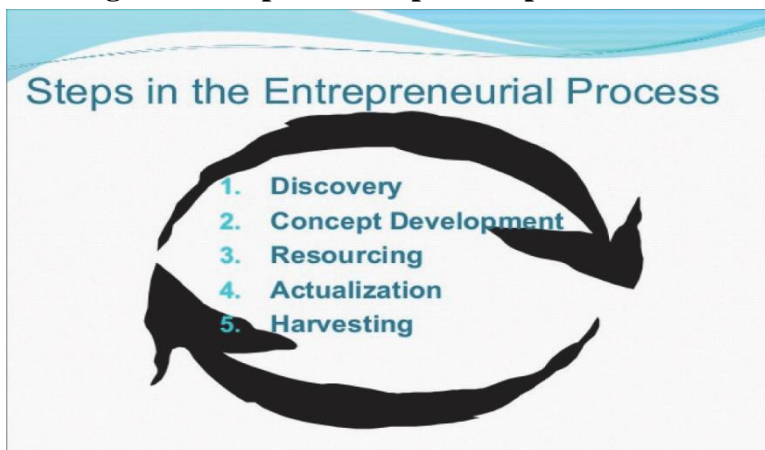 Steps in the Entrepreneurial Process
1. Discovery
2. Concept Development
3. Resourcing
4. Actualization
5. Harvesting